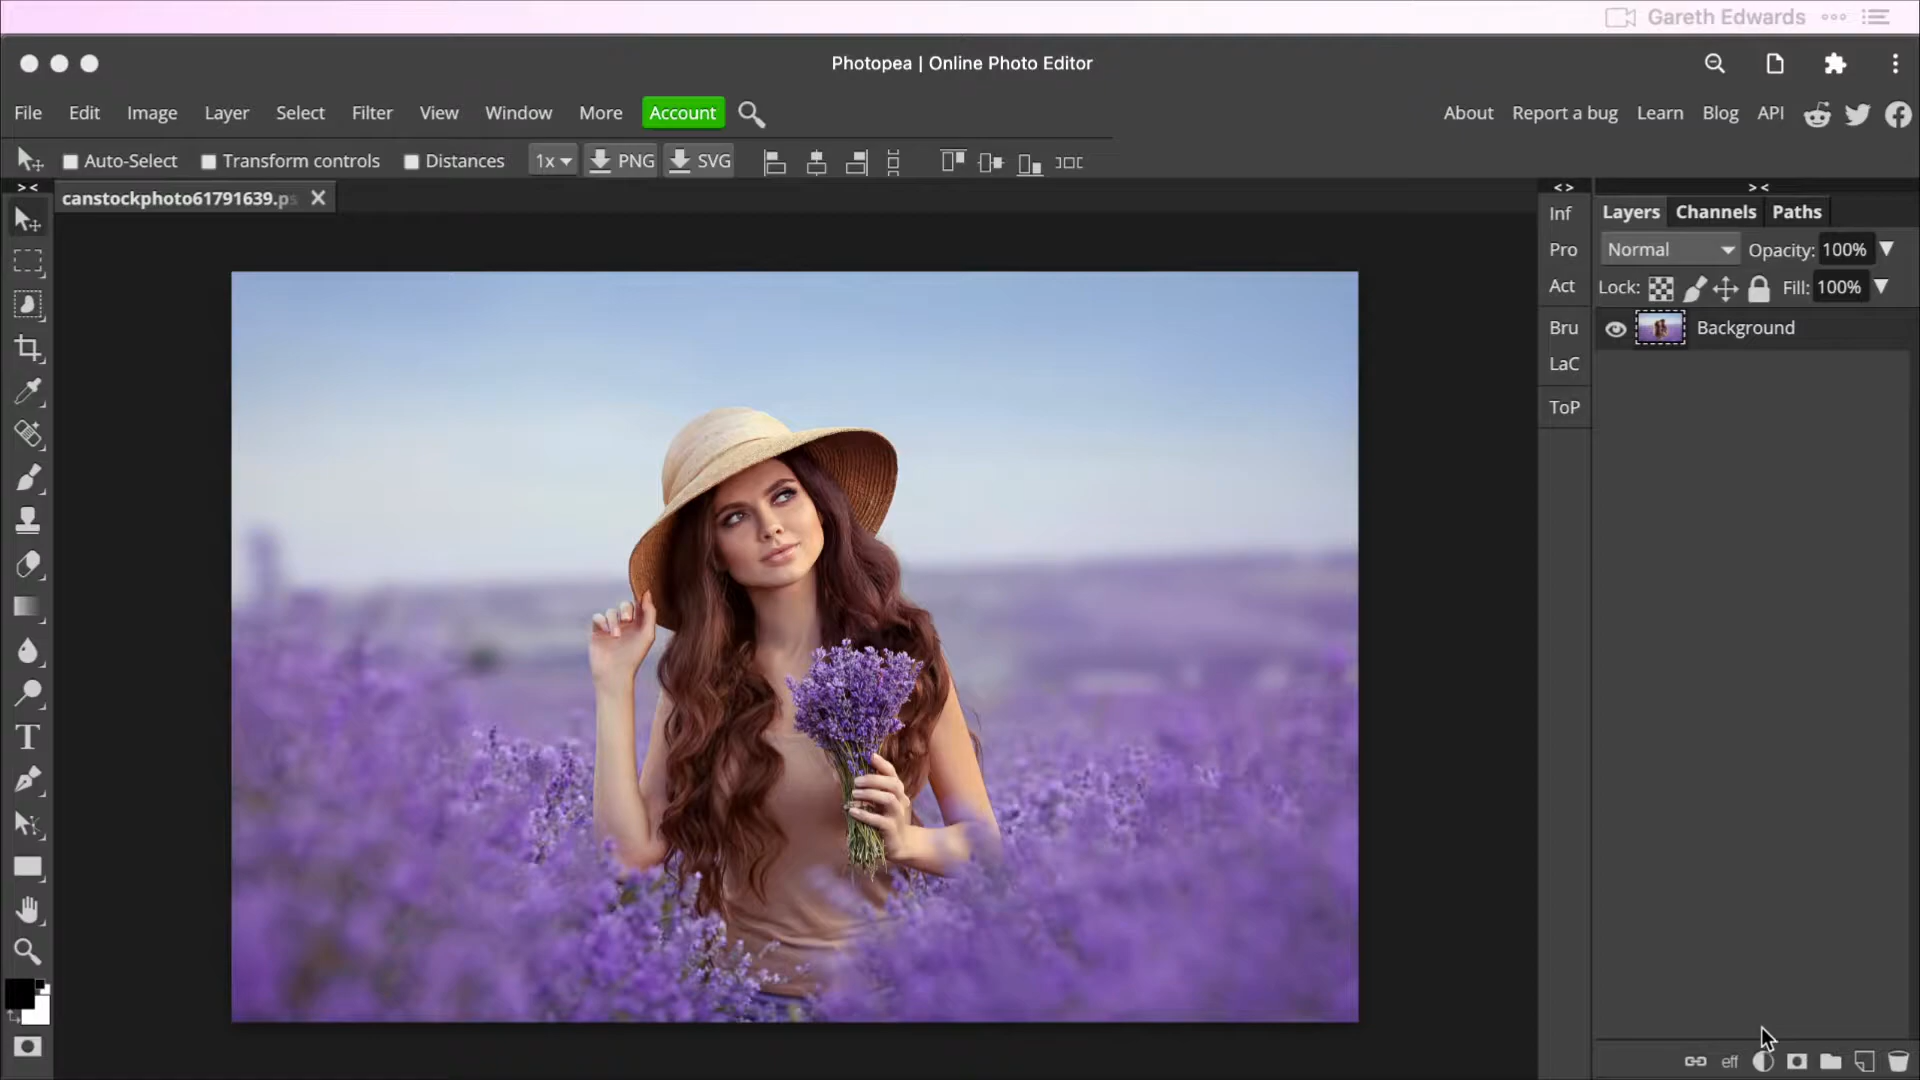 Gareth Edwards
Photopea | Online Photo Editor
File Edit Image Layer Select Filter View Window More Account About Report a bug Learn Blog API
Auto-Select Transform controls Distances 1x PNG SVG
canstockphoto61791639.ps
Inf
Pro
Act
Bru
LaC
ToP
Layers Channels Paths
Normal Opacity: 100%
Lock: Fill: 100%
Background
eff